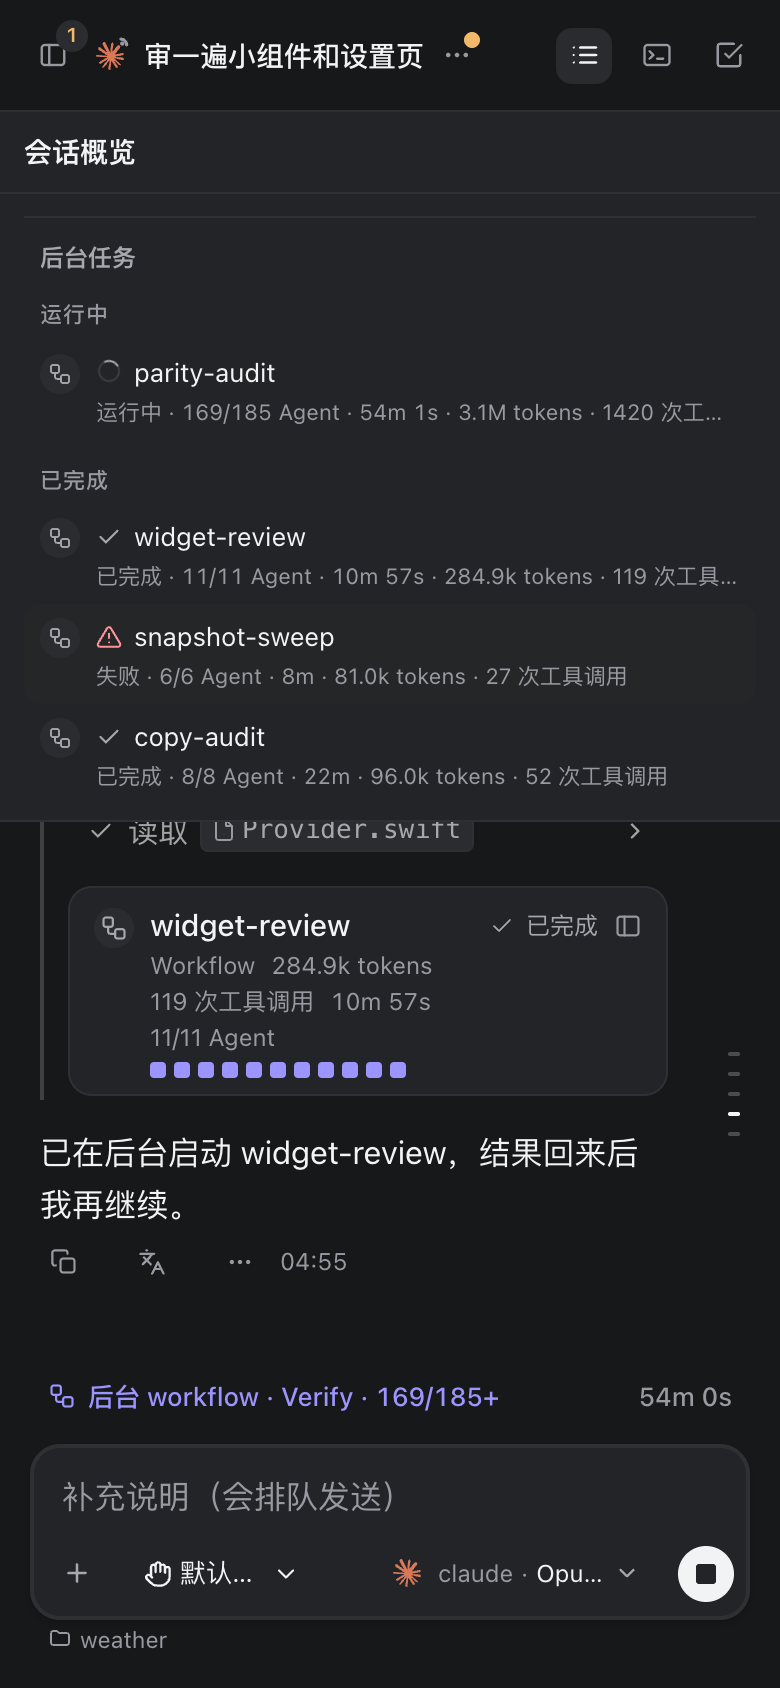 1
审一遍小组件和设置页
会话概览
后台任务
运行中
parity-audit
运行中 · 169/185 Agent · 54m 1s · 3.1M tokens · 1420 次工...
已完成
widget-review
已完成 · 11/11 Agent · 10m 57s · 284.9k tokens · 119 次工具...
snapshot-sweep
失败 · 6/6 Agent · 8m · 81.0k tokens · 27 次工具调用
copy-audit
已完成 · 8/8 Agent · 22m · 96.0k tokens · 52 次工具调用
读取 Provider.swift
widget-review 已完成
Workflow 284.9k tokens
119 次工具调用 10m 57s
11/11 Agent
已在后台启动 widget-review，结果回来后
我再继续。
04:55
后台 workflow · Verify · 169/185+ 54m 0s
补充说明（会排队发送）
默认... claude · Opu...
weather